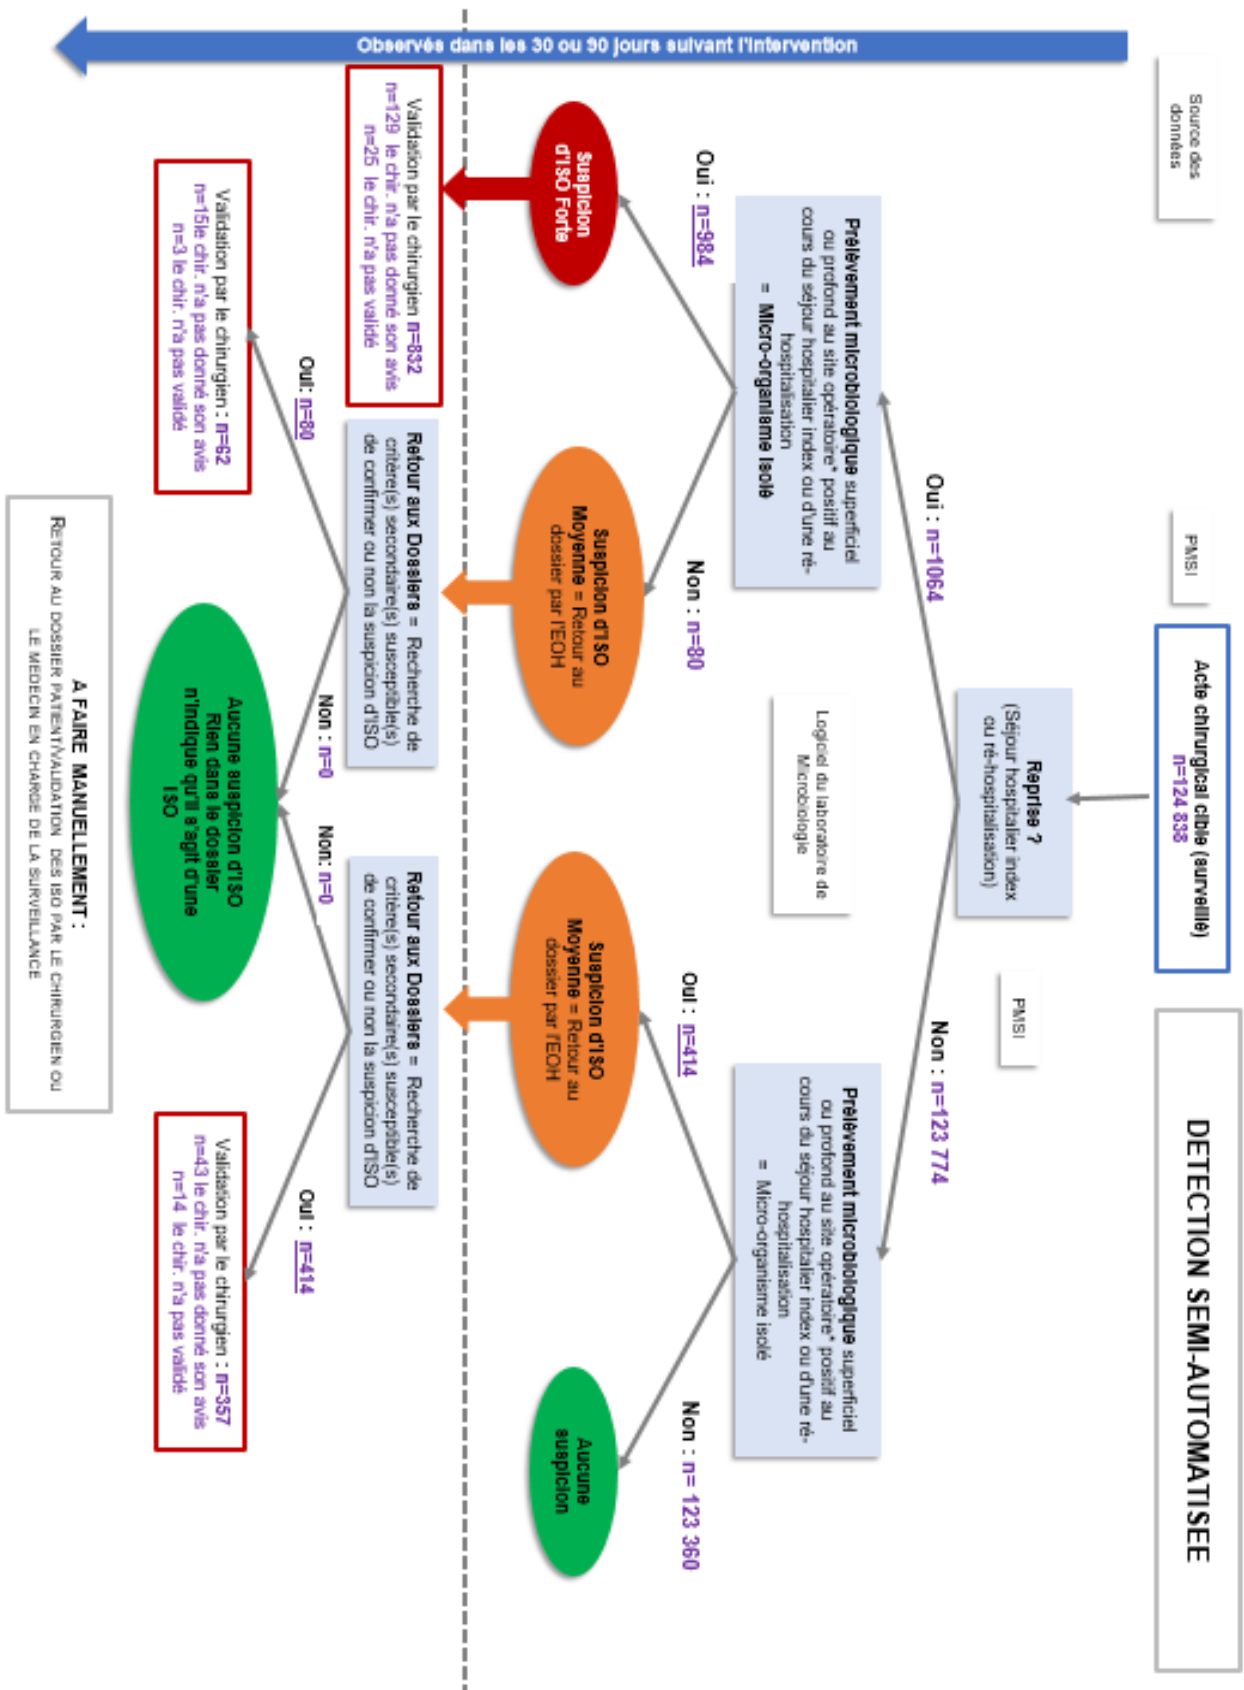 DETECTION SEMI-AUTOMATISEE
Source des
données
PMSI
Acte chirurgical cible (surveillé)
n=124 838
Observés dans les 30 ou 90 jours suivant l'intervention
Reprise ?
(Séjour hospitalier index
ou ré-hospitalisation)
PMSI
Oui : n=1064
Non : n=123 774
Prélèvement microbiologique superficiel
ou profond au site opératoire* positif au
cours du séjour hospitalier index ou d'une ré-
hospitalisation
= Micro-organisme isolé
Logiciel du laboratoire de
Microbiologie
Prélèvement microbiologique superficiel
ou profond au site opératoire* positif au
cours du séjour hospitalier index ou d'une ré-
hospitalisation
= Micro-organisme isolé
Oui : n=984
Non : n=80
Oui : n=414
Non : n= 123 360
Suspicion
d'ISO Forte
Suspicion d'ISO
Moyenne = Retour au
dossier par l'EOH
Suspicion d'ISO
Moyenne = Retour au
dossier par l'EOH
Aucune
suspicion
Validation par le chirurgien n=832
n=129 le chir. n'a pas donné son avis
n=25 le chir. n'a pas validé
Retour aux Dossiers = Recherche de
critère(s) secondaire(s) susceptible(s)
de confirmer ou non la suspicion d'ISO
Retour aux Dossiers = Recherche de
critère(s) secondaire(s) susceptible(s)
de confirmer ou non la suspicion d'ISO
Oui: n=80
Non : n=0
Non: n=0
Oui : n=414
Validation par le chirurgien : n=62
n=15le chir. n'a pas donné son avis
n=3 le chir. n'a pas validé
Aucune suspicion d'ISO
Rien dans le dossier
n'indique qu'il s'agit d'une
ISO
Validation par le chirurgien : n=357
n=43 le chir. n'a pas donné son avis
n=14 le chir. n'a pas validé
A FAIRE MANUELLEMENT :
RETOUR AU DOSSIER PATIENT/VALIDATION DES ISO PAR LE CHIRURGIEN OU
LE MEDECIN EN CHARGE DE LA SURVEILLANCE